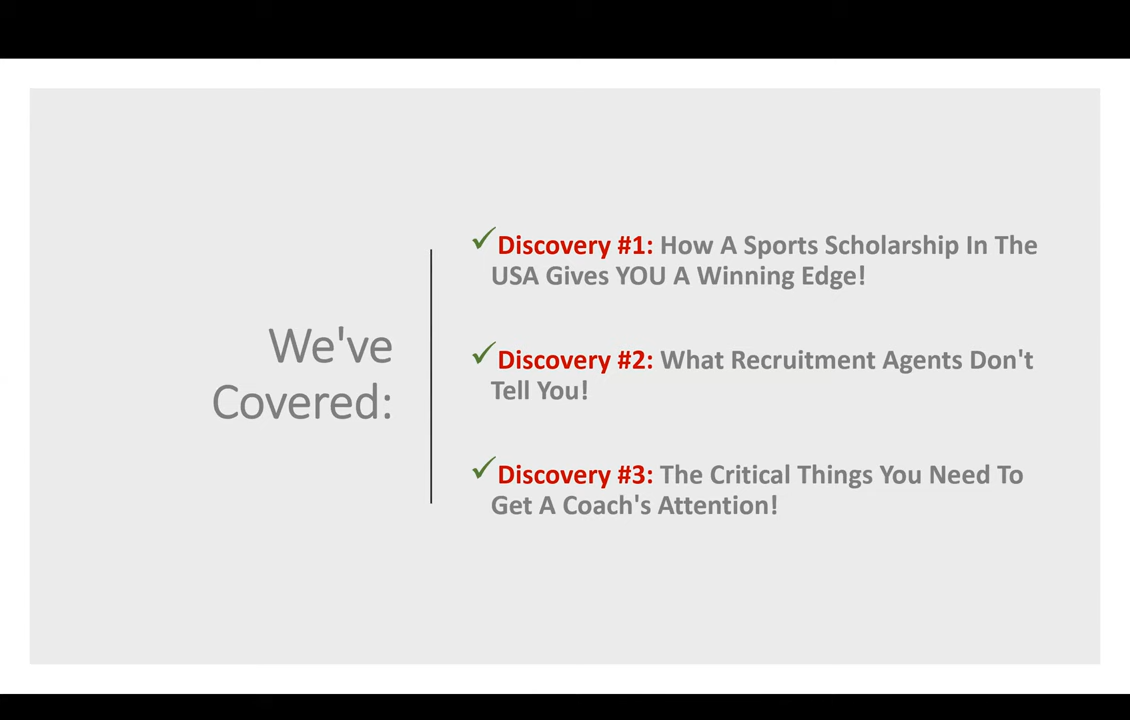 We've
Covered:
✓Discovery #1: How A Sports Scholarship In The
USA Gives YOU A Winning Edge!
✓Discovery #2: What Recruitment Agents Don't
Tell You!
✓Discovery #3: The Critical Things You Need To
Get A Coach's Attention!